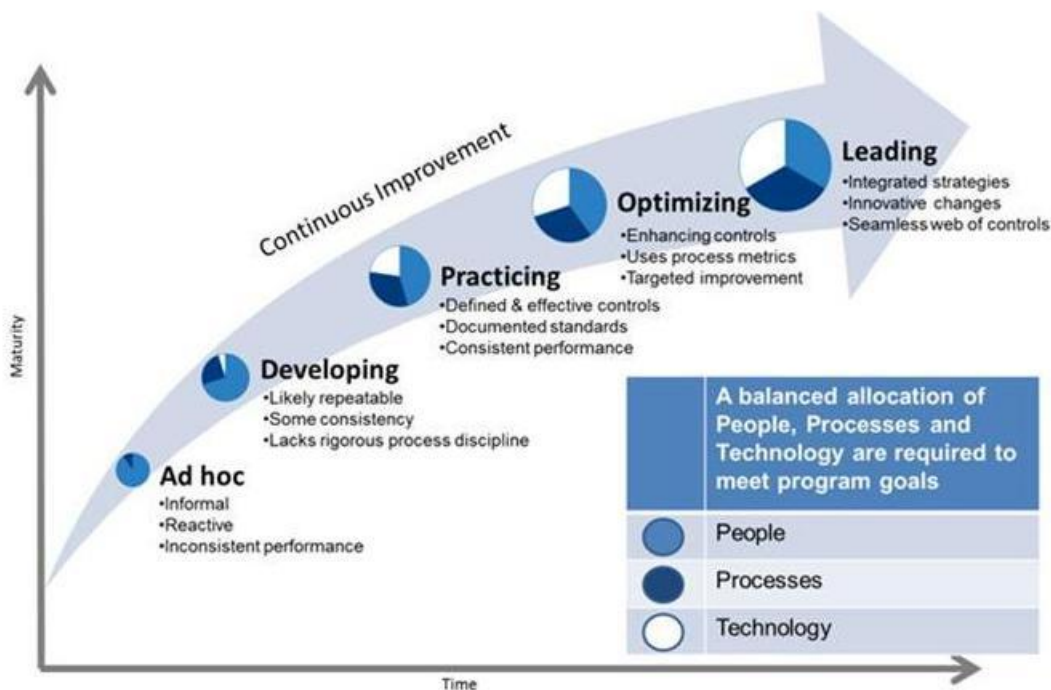 Continuous Improvement
Leading
•Integrated strategies
•Innovative changes
•Seamless web of controls
Optimizing
•Enhancing controls
•Uses process metrics
•Targeted improvement
Practicing
•Defined & effective controls
•Documented standards
•Consistent performance
Developing
•Likely repeatable
•Some consistency
•Lacks rigorous process discipline
Ad hoc
•Informal
•Reactive
•Inconsistent performance
Maturity
Time
A balanced allocation of
People, Processes and
Technology are required to
meet program goals
People
Processes
Technology